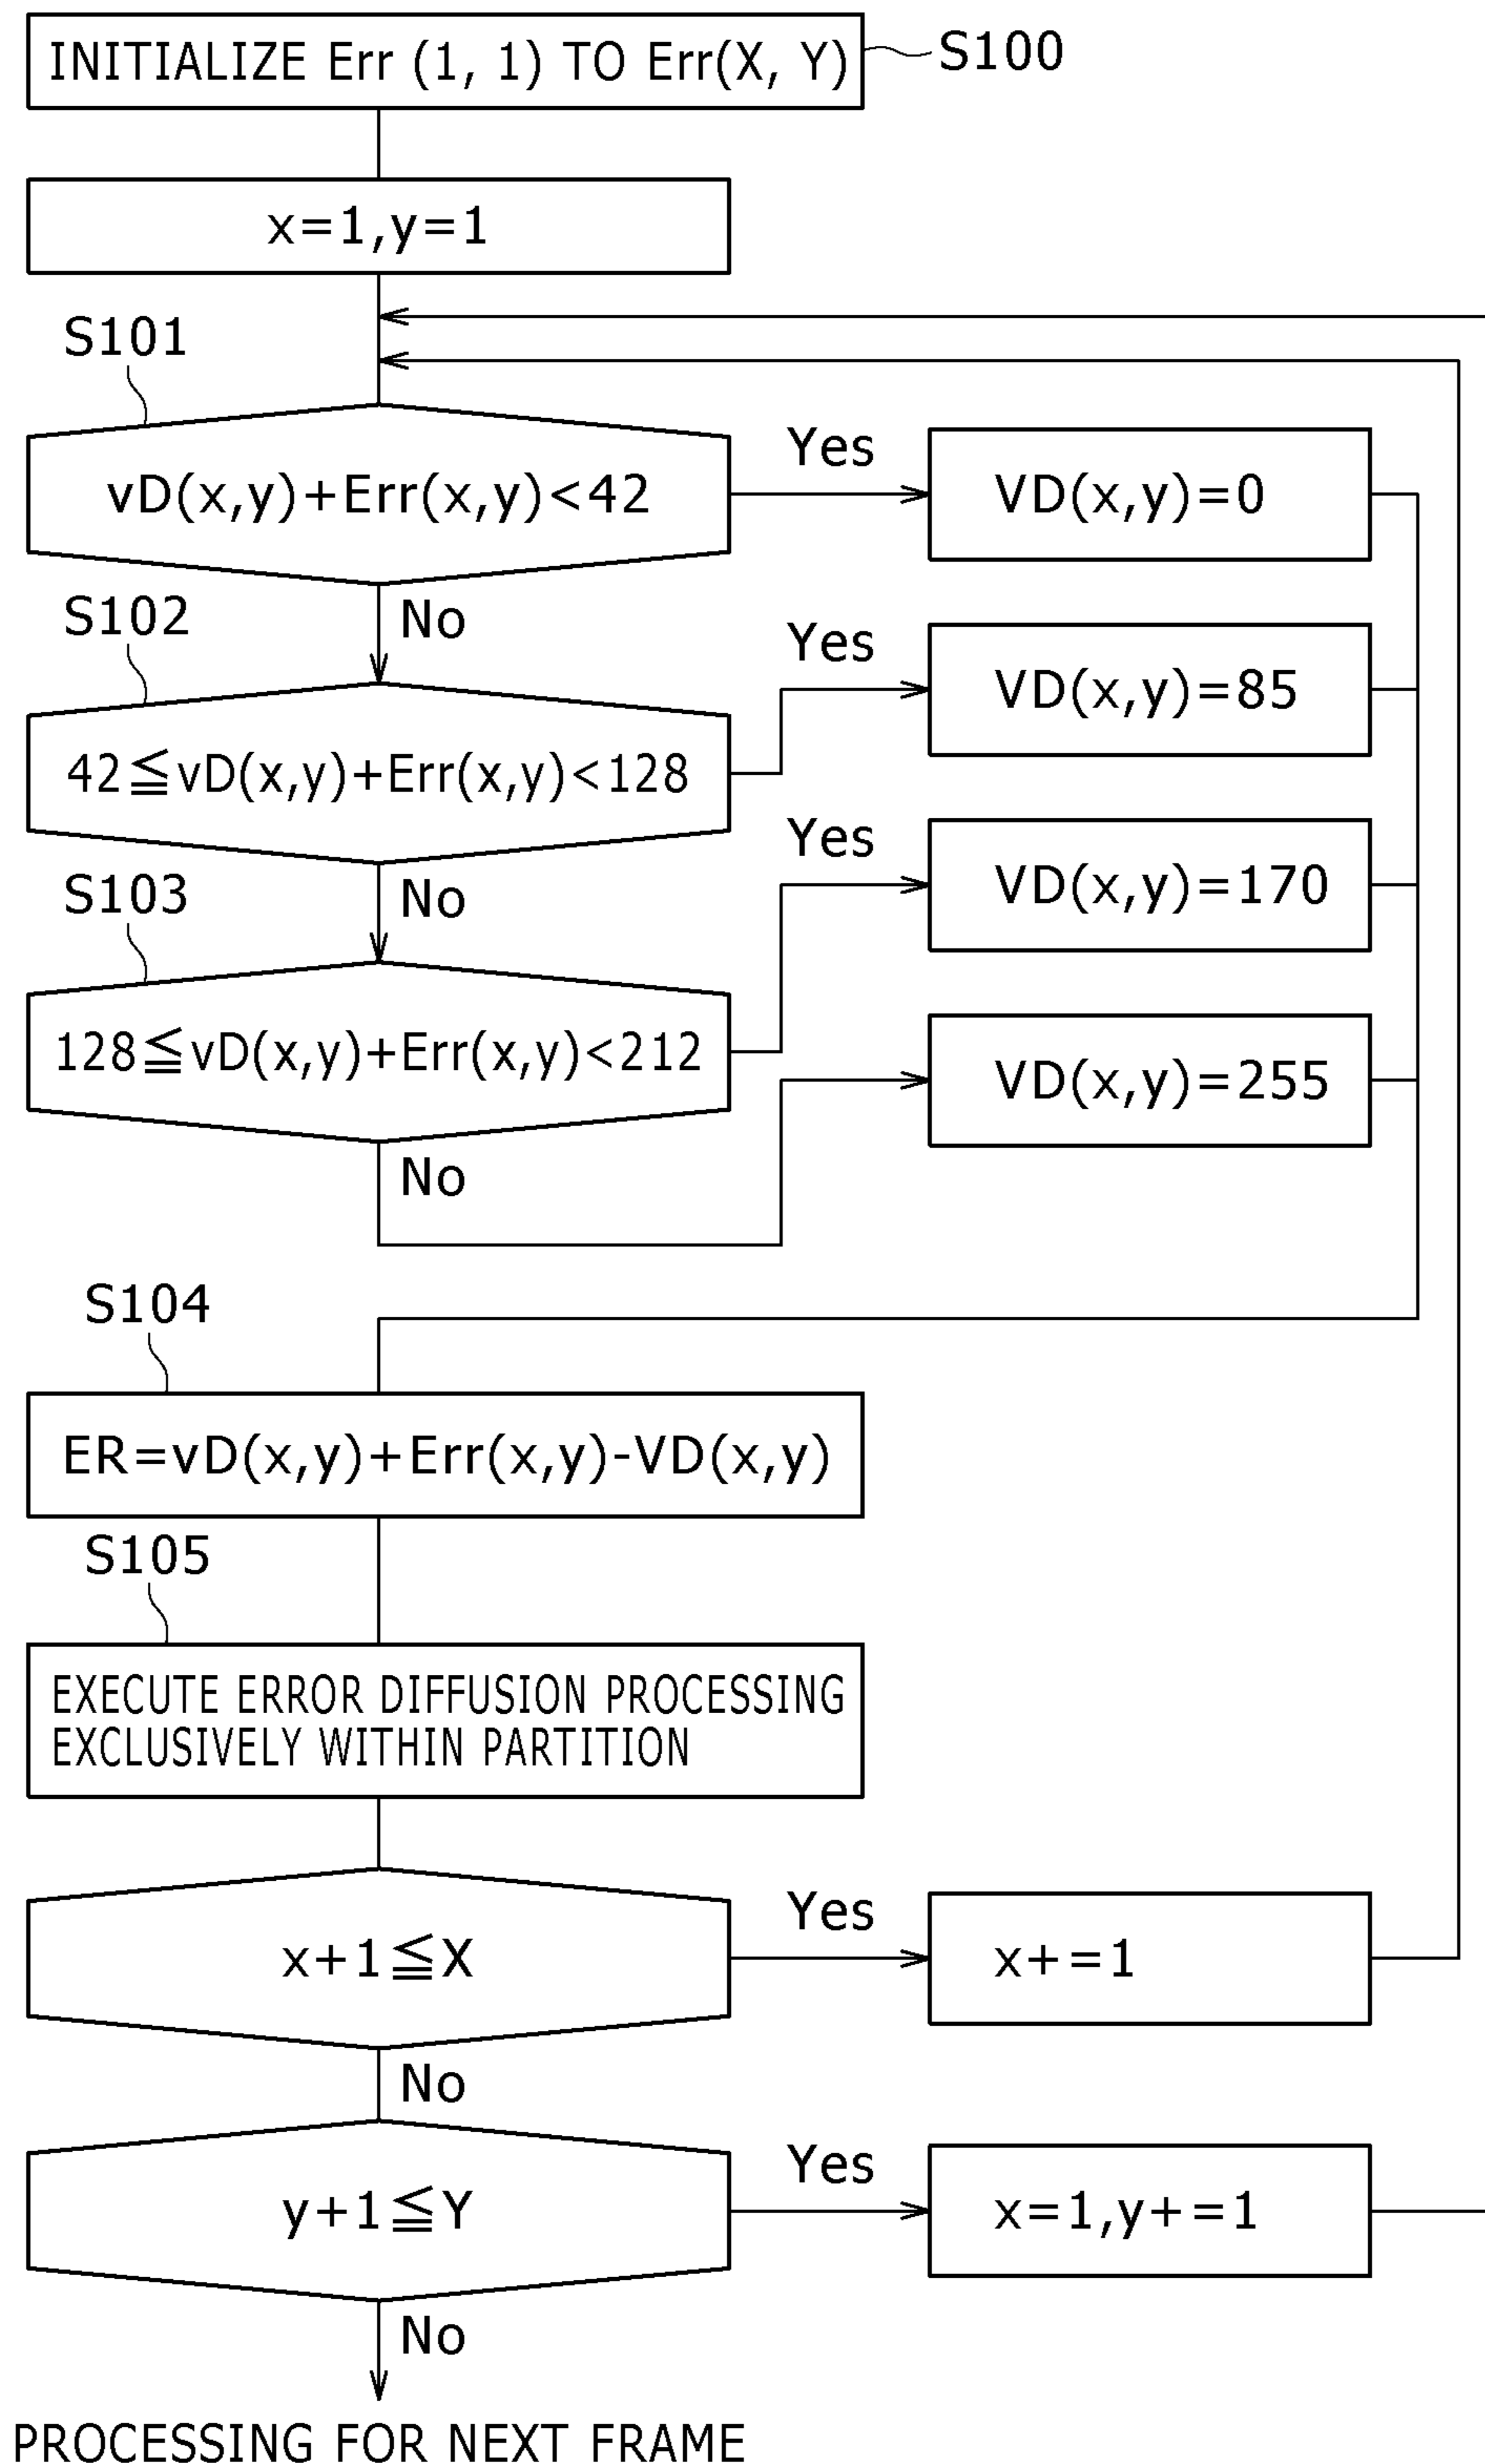 INITIALIZE Err (1, 1) TO Err(X, Y)
S100
x=1,y=1
S101
vD(x,y)+Err(x,y)<42
Yes
VD(x,y)=0
No
S102
42≦vD(x,y)+Err(x,y)<128
Yes
VD(x,y)=85
No
S103
128≦vD(x,y)+Err(x,y)<212
Yes
VD(x,y)=170
No
VD(x,y)=255
S104
ER=vD(x,y)+Err(x,y)-VD(x,y)
S105
EXECUTE ERROR DIFFUSION PROCESSING
EXCLUSIVELY WITHIN PARTITION
x+1≦X
Yes
x+=1
No
y+1≦Y
Yes
x=1,y+=1
No
PROCESSING FOR NEXT FRAME